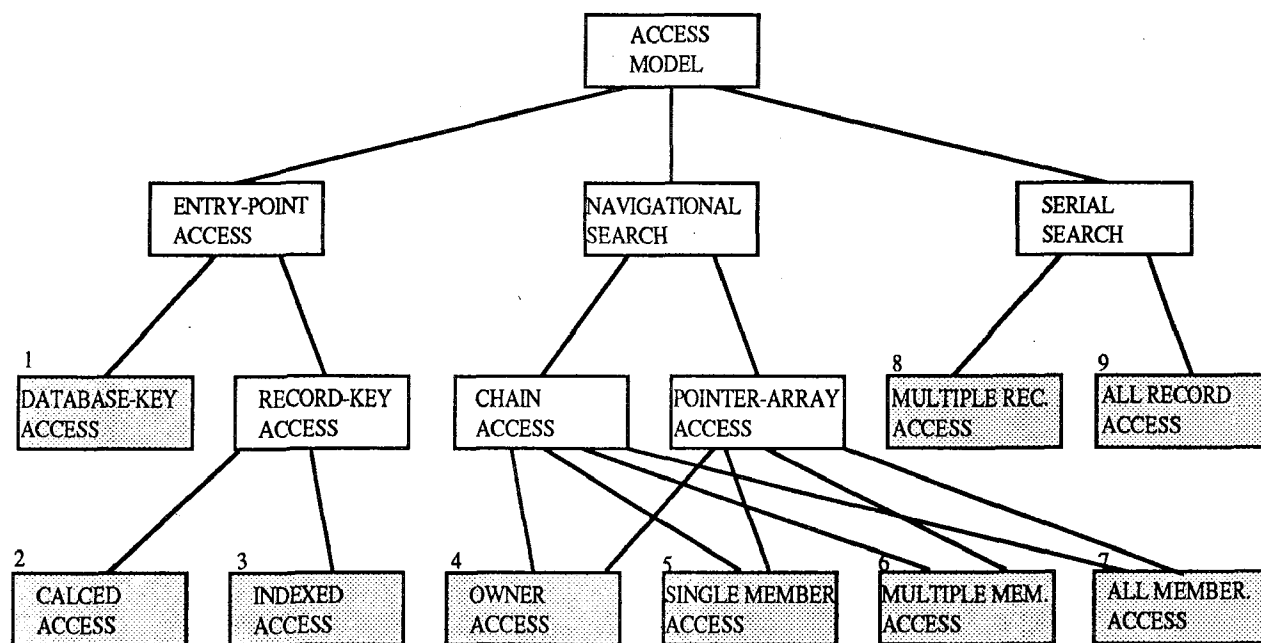 ACCESS
MODEL
ENTRY-POINT
ACCESS
NAVIGATIONAL
SEARCH
SERIAL
SEARCH
1
DATABASE-KEY
ACCESS
RECORD-KEY
ACCESS
CHAIN
ACCESS
POINTER-ARRAY
ACCESS
8
MULTIPLE REC.
ACCESS
9
ALL RECORD
ACCESS
2
CALCED
ACCESS
3
INDEXED
ACCESS
4
OWNER
ACCESS
5
SINGLE MEMBER
ACCESS
6
MULTIPLE MEM.
ACCESS
7
ALL MEMBER.
ACCESS